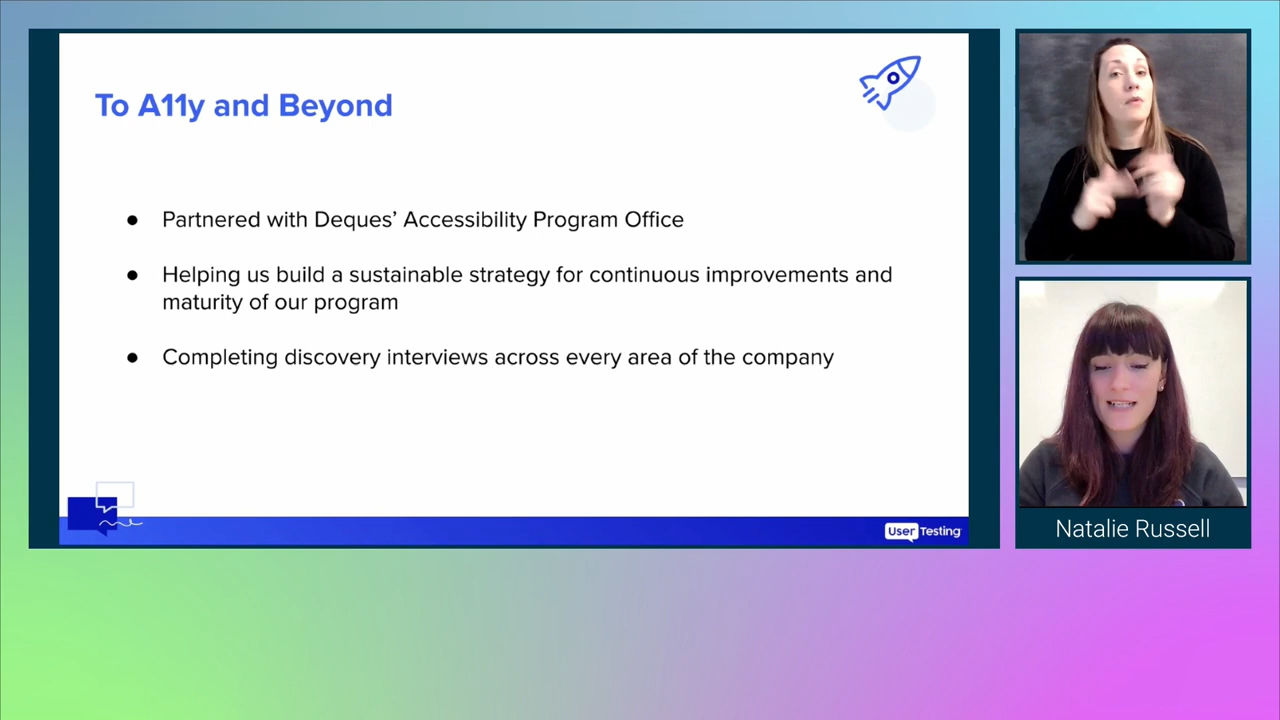 To A11y and Beyond
● Partnered with Deques’ Accessibility Program Office
● Helping us build a sustainable strategy for continuous improvements and
maturity of our program
● Completing discovery interviews across every area of the company
UserTesting
Natalie Russell